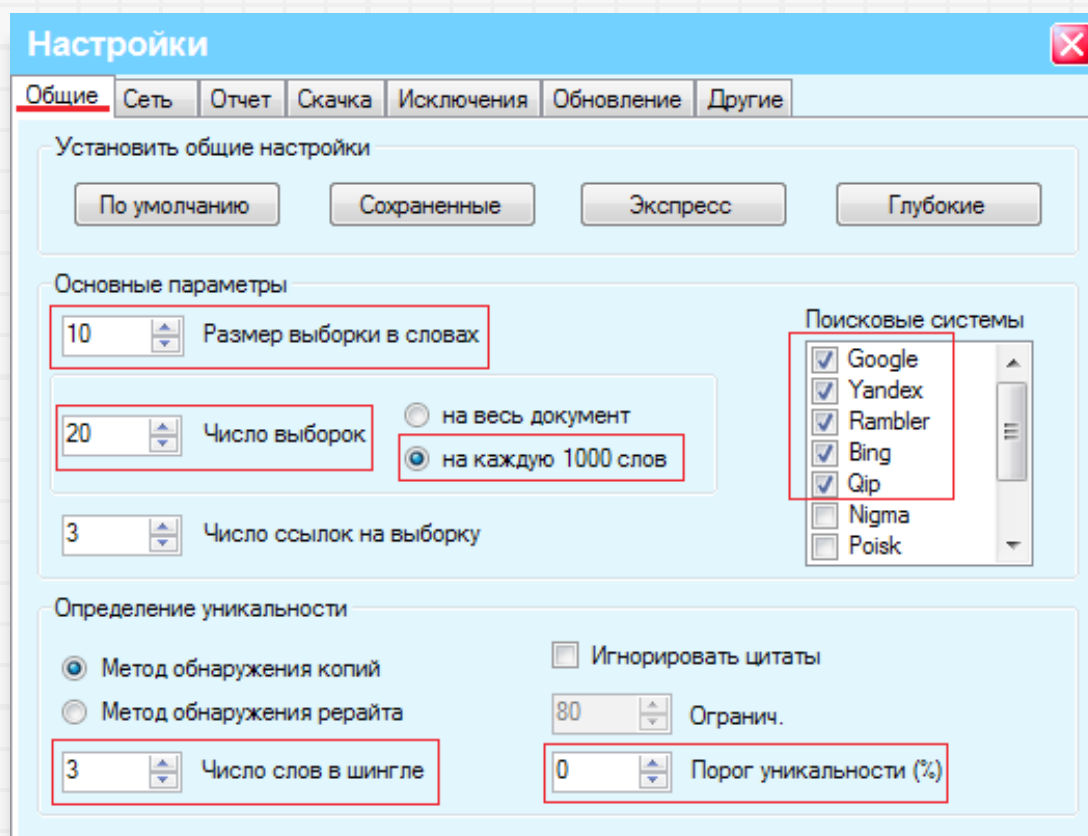 Настройки
Общие Сеть Отчет Скачка Исключения Обновление Другие
Установить общие настройки
По умолчанию Сохраненные Экспресс Глубокие
Основные параметры
10 Размер выборки в словах
20 Число выборок
на весь документ
на каждую 1000 слов
3 Число ссылок на выборку
Поисковые системы
Google
Yandex
Rambler
Bing
Qip
Nigma
Poisk
Определение уникальности
Метод обнаружения копий
Метод обнаружения рерайта
3 Число слов в шингле
Игнорировать цитаты
80 Огранич.
0 Порог уникальности (%)